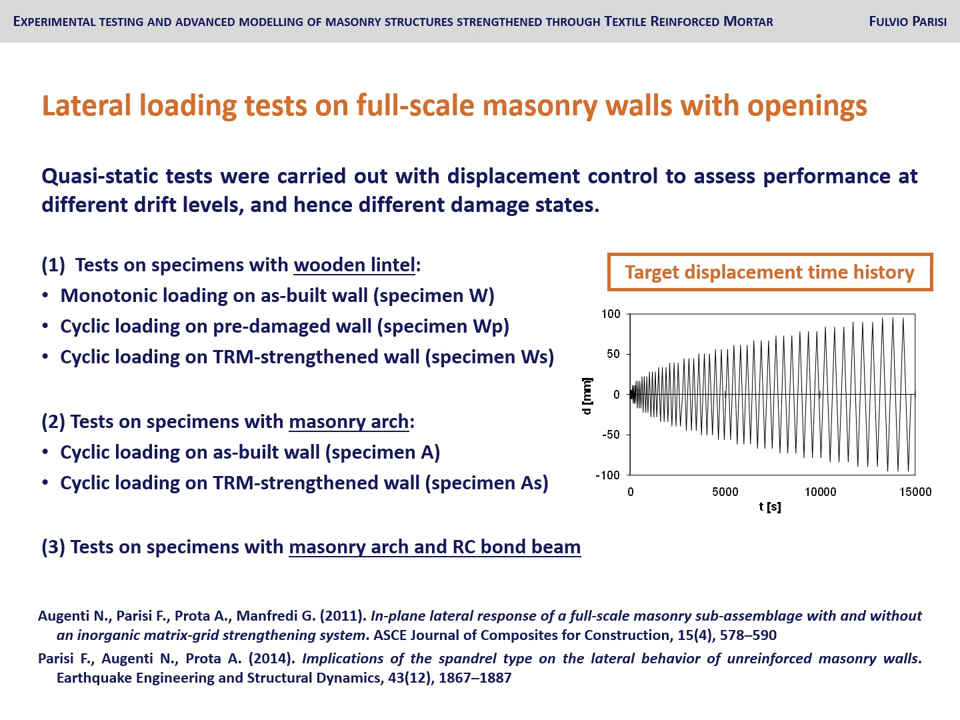 EXPERIMENTAL TESTING AND ADVANCED MODELLING OF MASONRY STRUCTURES STRENGTHENED THROUGH TEXTILE REINFORCED MORTAR FULVIO PARISI
Lateral loading tests on full-scale masonry walls with openings
Quasi-static tests were carried out with displacement control to assess performance at
different drift levels, and hence different damage states.
(1) Tests on specimens with wooden lintel:
• Monotonic loading on as-built wall (specimen W)
• Cyclic loading on pre-damaged wall (specimen Wp)
• Cyclic loading on TRM-strengthened wall (specimen Ws)
(2) Tests on specimens with masonry arch:
• Cyclic loading on as-built wall (specimen A)
• Cyclic loading on TRM-strengthened wall (specimen As)
(3) Tests on specimens with masonry arch and RC bond beam
Target displacement time history
100
50
0
-50
-100
d [mm]
0 5000 10000 15000
t [s]
Augenti N., Parisi F., Prota A., Manfredi G. (2011). In-plane lateral response of a full-scale masonry sub-assemblage with and without
an inorganic matrix-grid strengthening system. ASCE Journal of Composites for Construction, 15(4), 578–590
Parisi F., Augenti N., Prota A. (2014). Implications of the spandrel type on the lateral behavior of unreinforced masonry walls.
Earthquake Engineering and Structural Dynamics, 43(12), 1867–1887